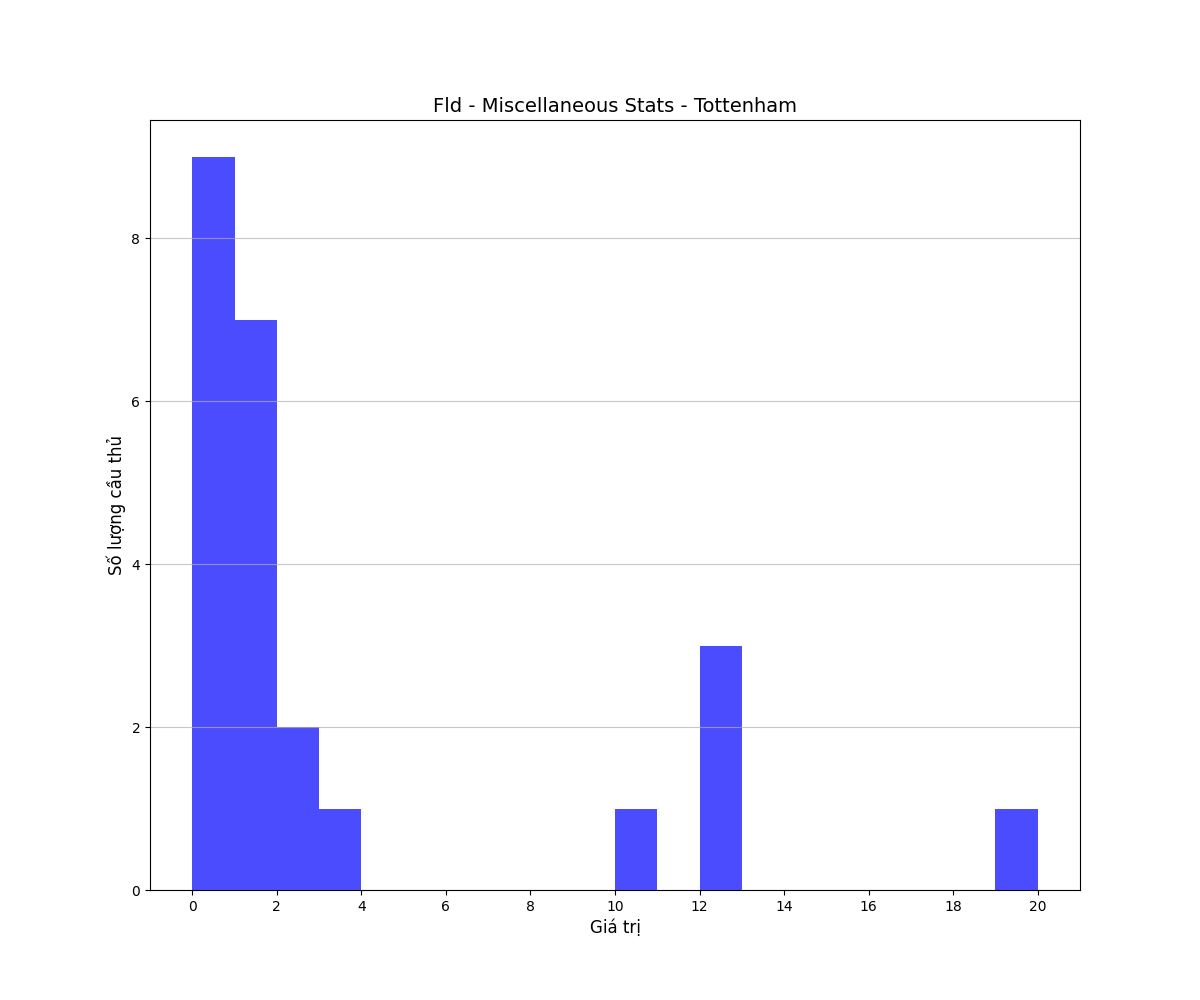 Fld - Miscellaneous Stats - Tottenham
Số lượng cầu thủ
8
6
4
2
0
0 2 4 6 8 10 12 14 16 18 20
Giá trị